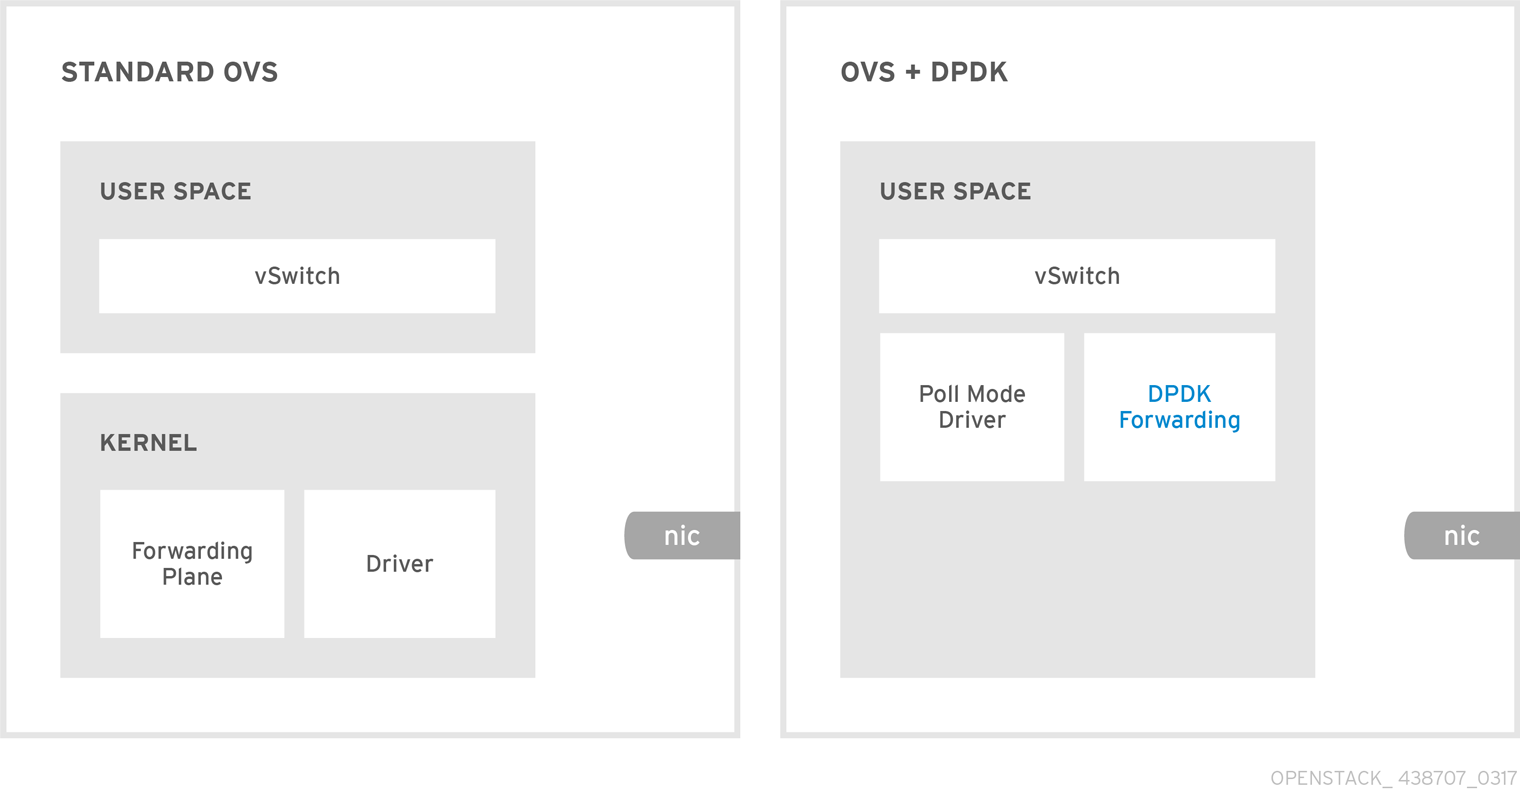 STANDARD OVS
USER SPACE
vSwitch
KERNEL
Forwarding
Plane
Driver
nic
OVS + DPDK
USER SPACE
vSwitch
Poll Mode
Driver
DPDK
Forwarding
nic
OPENSTACK_ 438707_0317